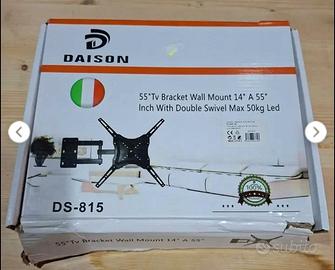 DAISON
55"Tv Bracket Wall Mount 14" A 55"
Inch With Double Swivel Max 50kg Led
DS-815
100%
55"Tv Bracket Wall Mount 14" A 55"
subito